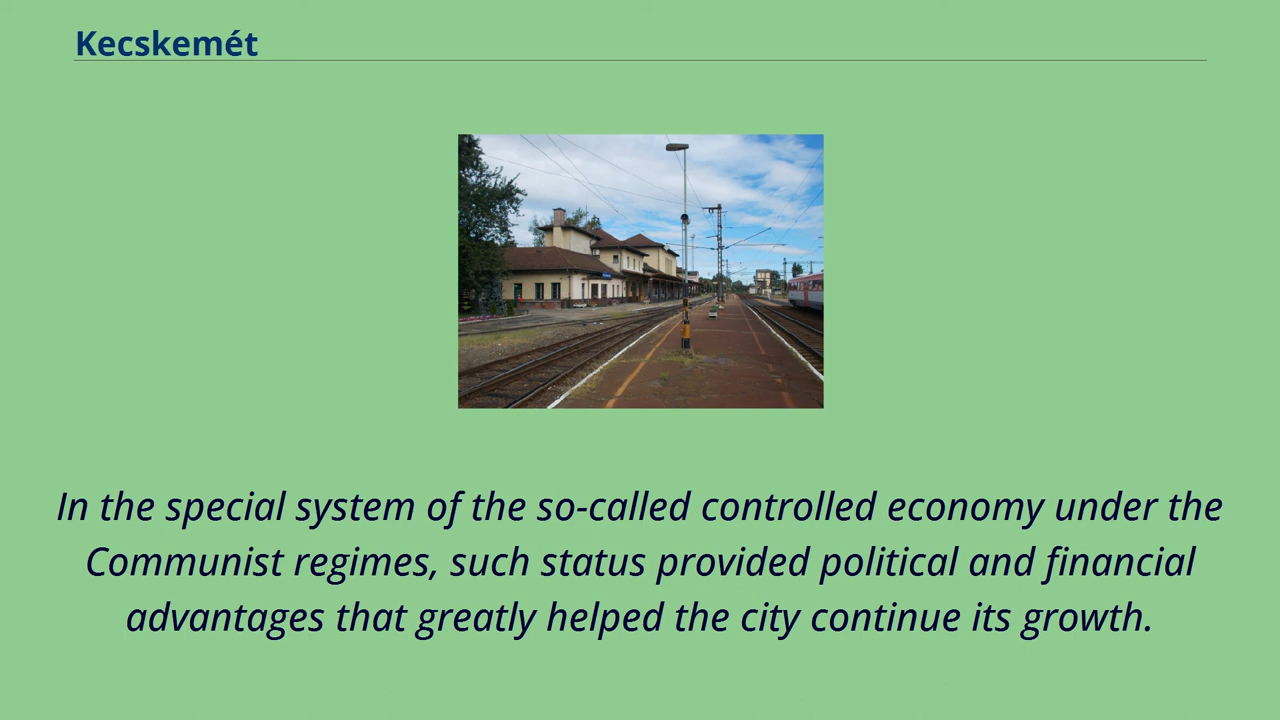 Kecskemét
In the special system of the so-called controlled economy under the
Communist regimes, such status provided political and financial
advantages that greatly helped the city continue its growth.